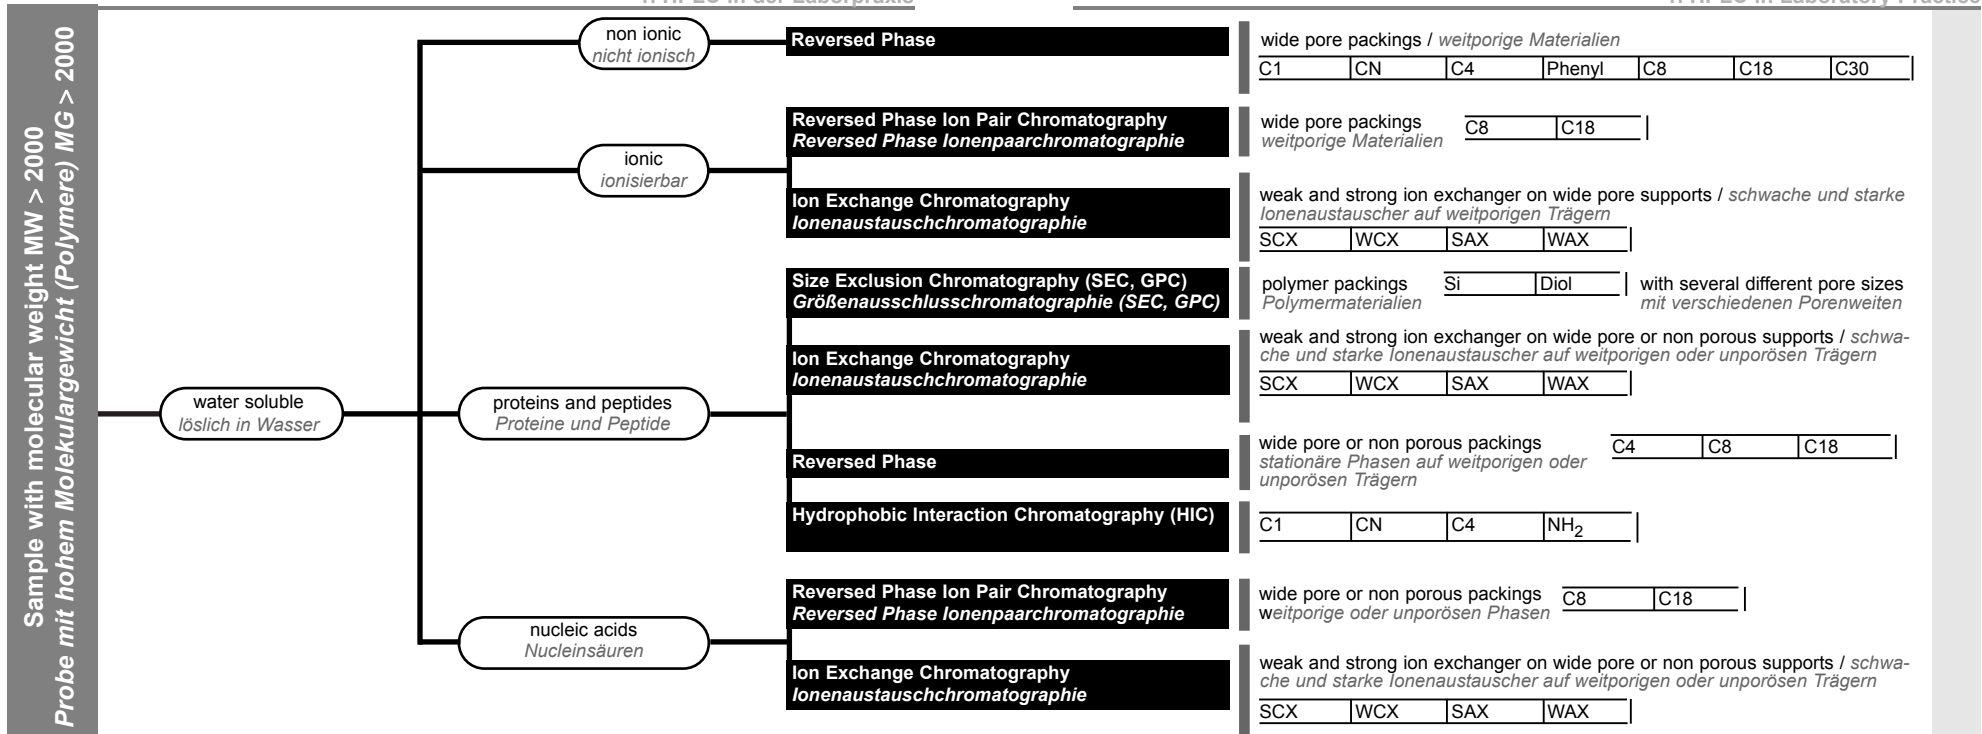 Sample with molecular weight MW > 2000
Probe mit hohem Molekulargewicht (Polymere) MG > 2000
water soluble
löslich in Wasser
non ionic
nicht ionisch
Reversed Phase
wide pore packings / weitporige Materialien
C1 CN C4 Phenyl C8 C18 C30
ionic
ionisierbar
Reversed Phase Ion Pair Chromatography
Reversed Phase Ionenpaarchromatographie
wide pore packings
weitporige Materialien
C8 C18
Ion Exchange Chromatography
Ionenaustauschchromatographie
weak and strong ion exchanger on wide pore supports / schwache und starke
Ionenaustauscher auf weitporigen Trägern
SCX WCX SAX WAX
proteins and peptides
Proteine und Peptide
Size Exclusion Chromatography (SEC, GPC)
Größenausschlusschromatographie (SEC, GPC)
polymer packings
Polymermaterialien
Si Diol
with several different pore sizes
mit verschiedenen Porenweiten
Ion Exchange Chromatography
Ionenaustauschchromatographie
weak and strong ion exchanger on wide pore or non porous supports / schwa-
che und starke Ionenaustauscher auf weitporigen oder unporösen Trägern
SCX WCX SAX WAX
Reversed Phase
wide pore or non porous packings
stationäre Phasen auf weitporigen oder
unporösen Trägern
C4 C8 C18
Hydrophobic Interaction Chromatography (HIC)
C1 CN C4 NH2
nucleic acids
Nucleinsäuren
Reversed Phase Ion Pair Chromatography
Reversed Phase Ionenpaarchromatographie
wide pore or non porous packings
weitporige oder unporösen Phasen
C8 C18
Ion Exchange Chromatography
Ionenaustauschchromatographie
weak and strong ion exchanger on wide pore or non porous supports / schwa-
che und starke Ionenaustauscher auf weitporigen oder unporösen Trägern
SCX WCX SAX WAX